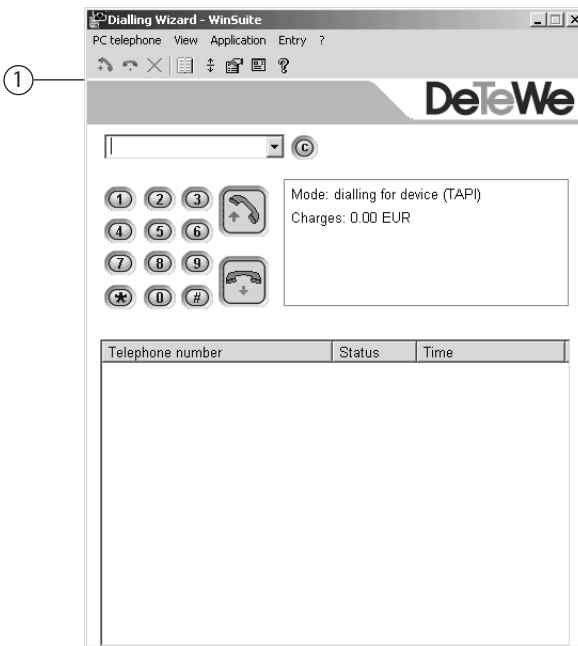 Dialling Wizard - WinSuite
PC telephone View Application Entry ?
1
DeTeWe
C
1 2 3
4 5 6
7 8 9
* 0 #
Mode: dialling for device (TAPI)
Charges: 0.00 EUR
Telephone number Status Time